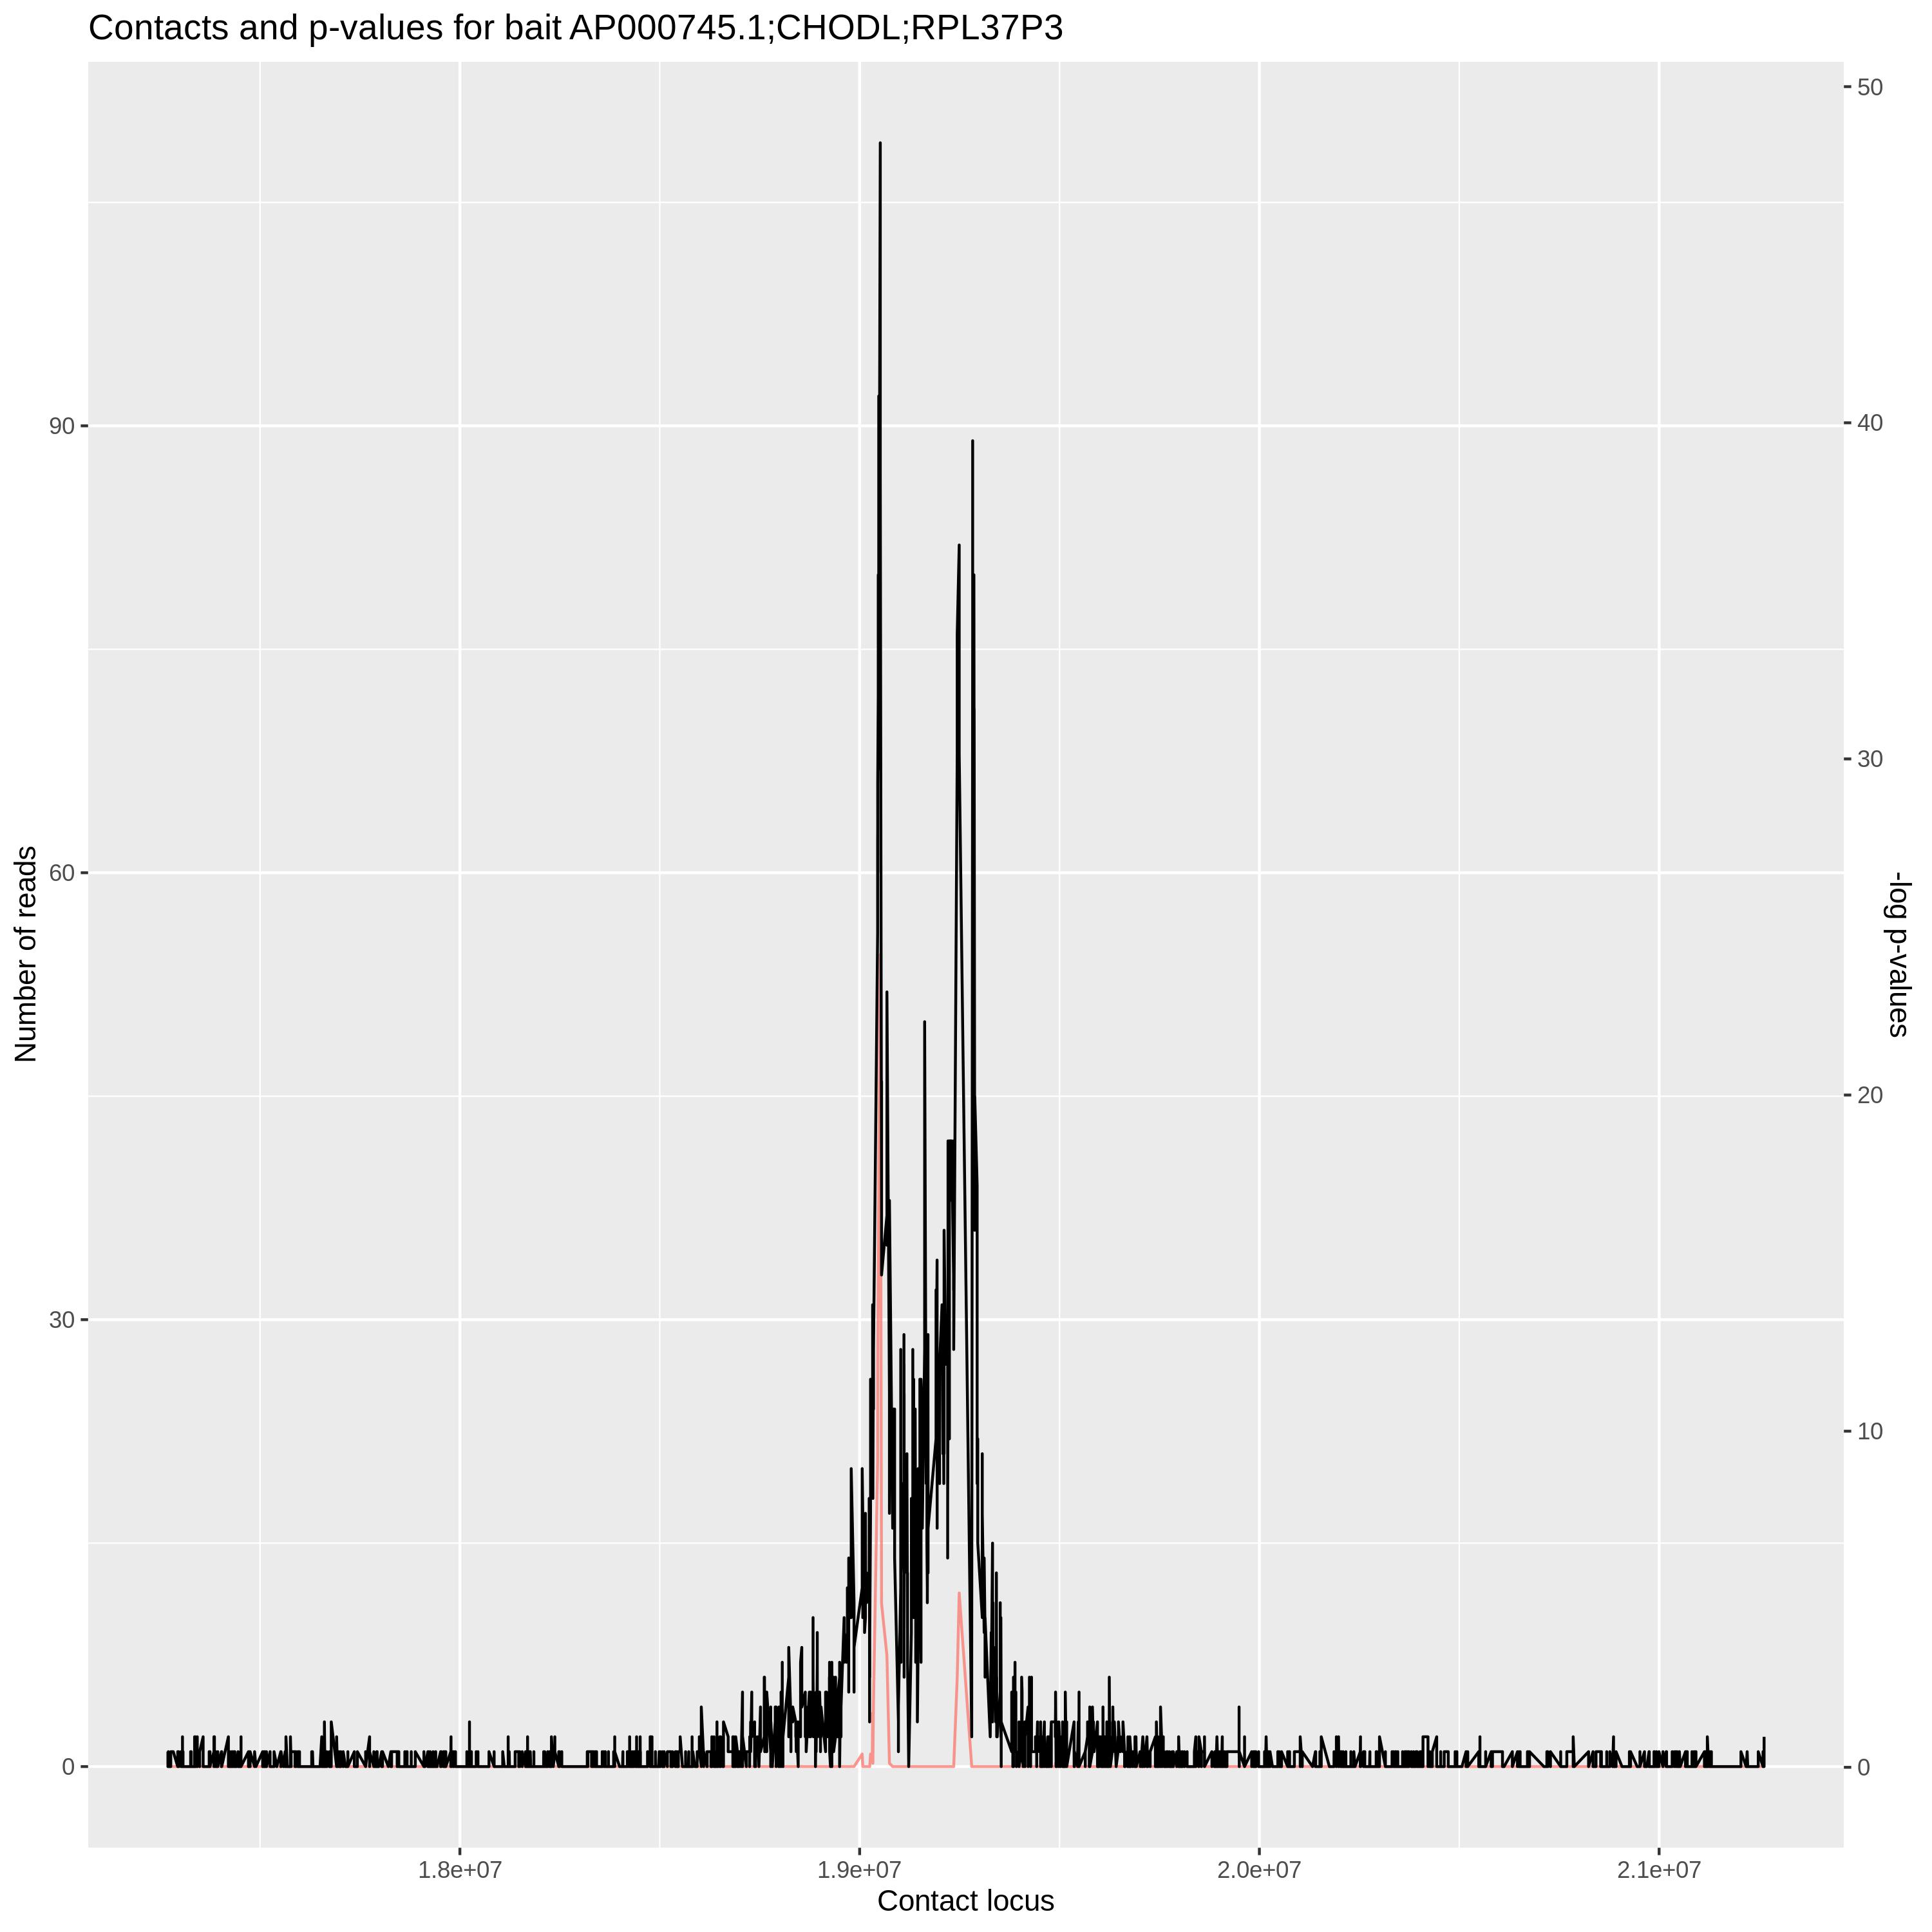 Contacts and p-values for bait AP000745.1;CHODL;RPL37P3
50
90
40
30
60
20
30
10
0
0
Number of reads
-log p-values
1.8e+07
1.9e+07
2.0e+07
2.1e+07
Contact locus